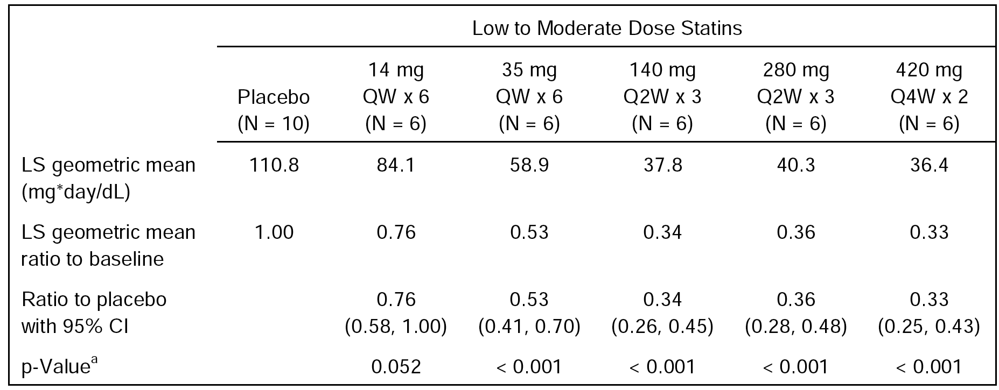 Low to Moderate Dose Statins
14 mg 35 mg 140 mg 280 mg 420 mg
Placebo QW x 6 QW x 6 Q2W x 3 Q2W x 3 Q4W x 2
(N = 10) (N = 6) (N = 6) (N = 6) (N = 6) (N = 6)
LS geometric mean 110.8 84.1 58.9 37.8 40.3 36.4
(mg*day/dL)
LS geometric mean 1.00 0.76 0.53 0.34 0.36 0.33
ratio to baseline
Ratio to placebo 0.76 0.53 0.34 0.36 0.33
with 95% CI (0.58, 1.00) (0.41, 0.70) (0.26, 0.45) (0.28, 0.48) (0.25, 0.43)
p-Valueᵃ 0.052 < 0.001 < 0.001 < 0.001 < 0.001